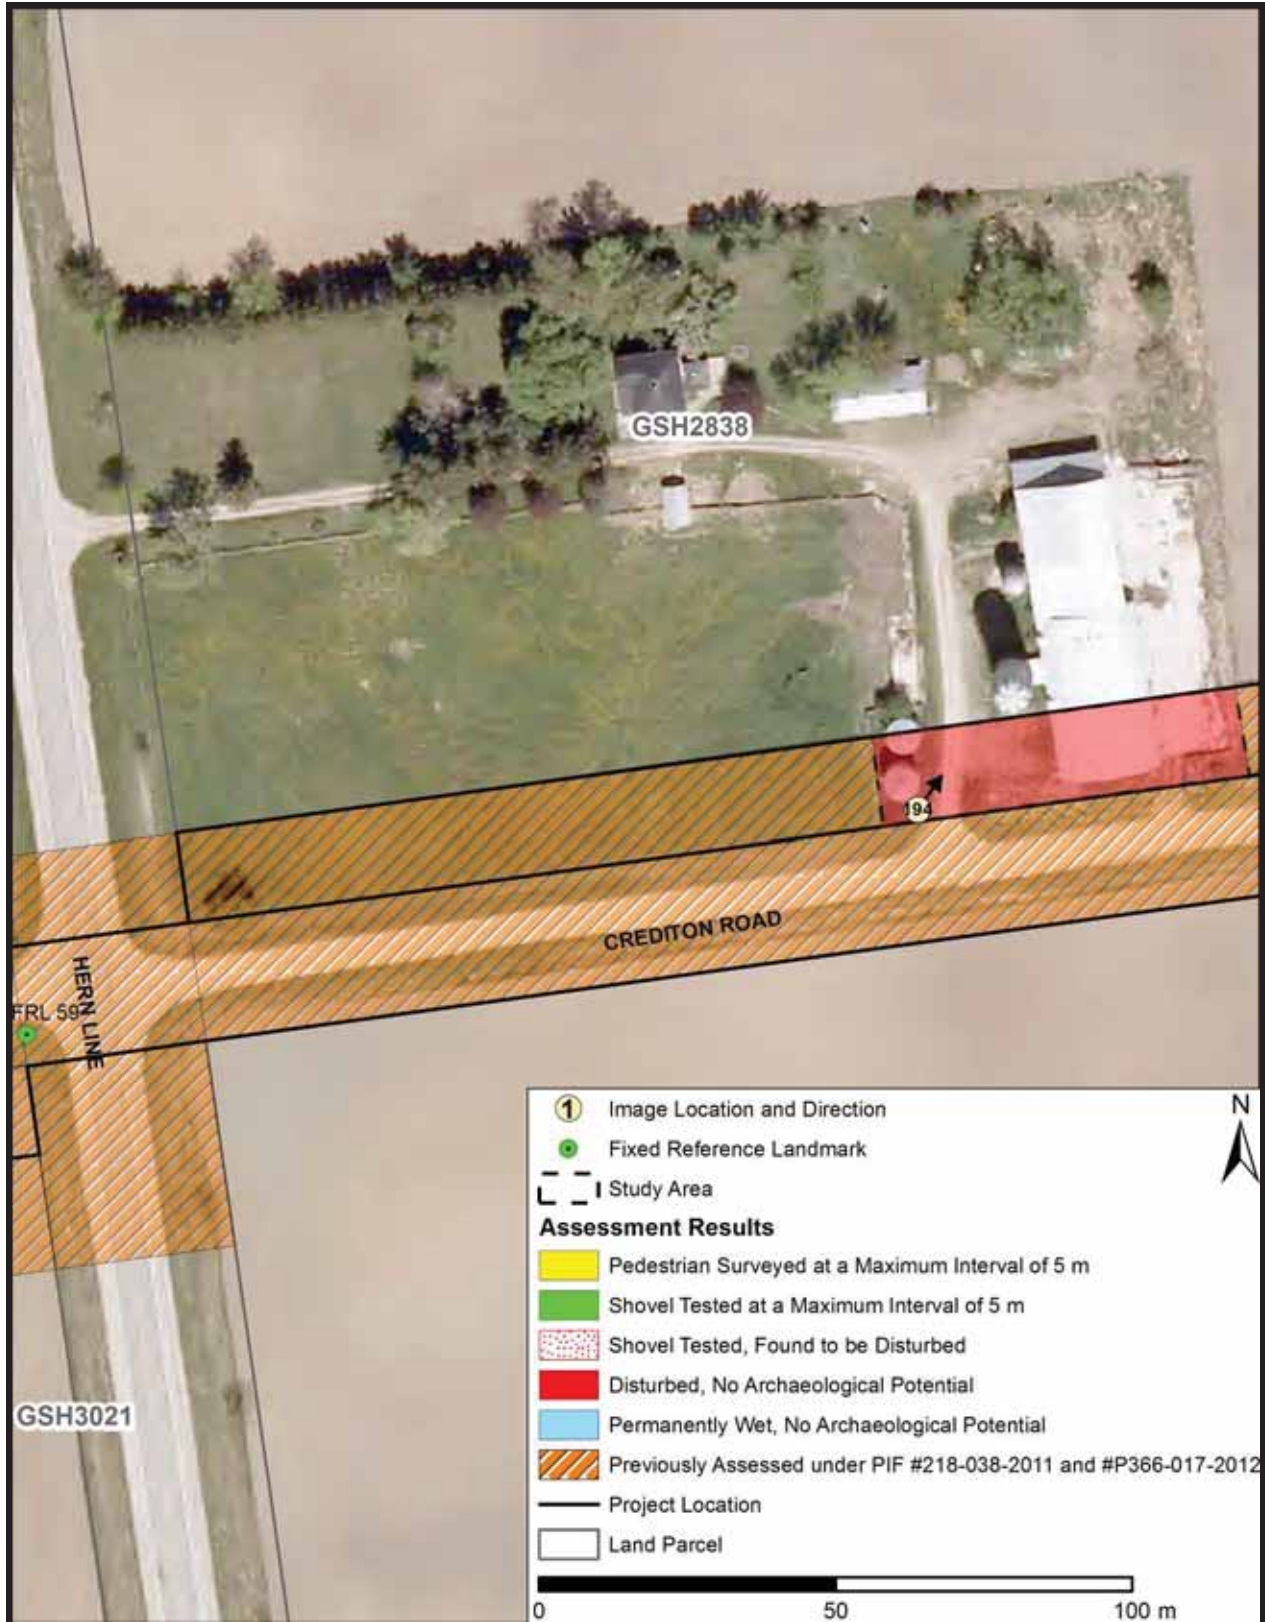 GSH2838
194
CREDITON ROAD
HERN LINE
FRL 59
GSH3021
N
1 Image Location and Direction
Fixed Reference Landmark
Study Area
Assessment Results
Pedestrian Surveyed at a Maximum Interval of 5 m
Shovel Tested at a Maximum Interval of 5 m
Shovel Tested, Found to be Disturbed
Disturbed, No Archaeological Potential
Permanently Wet, No Archaeological Potential
Previously Assessed under PIF #218-038-2011 and #P366-017-2012
Project Location
Land Parcel
0 50 100 m